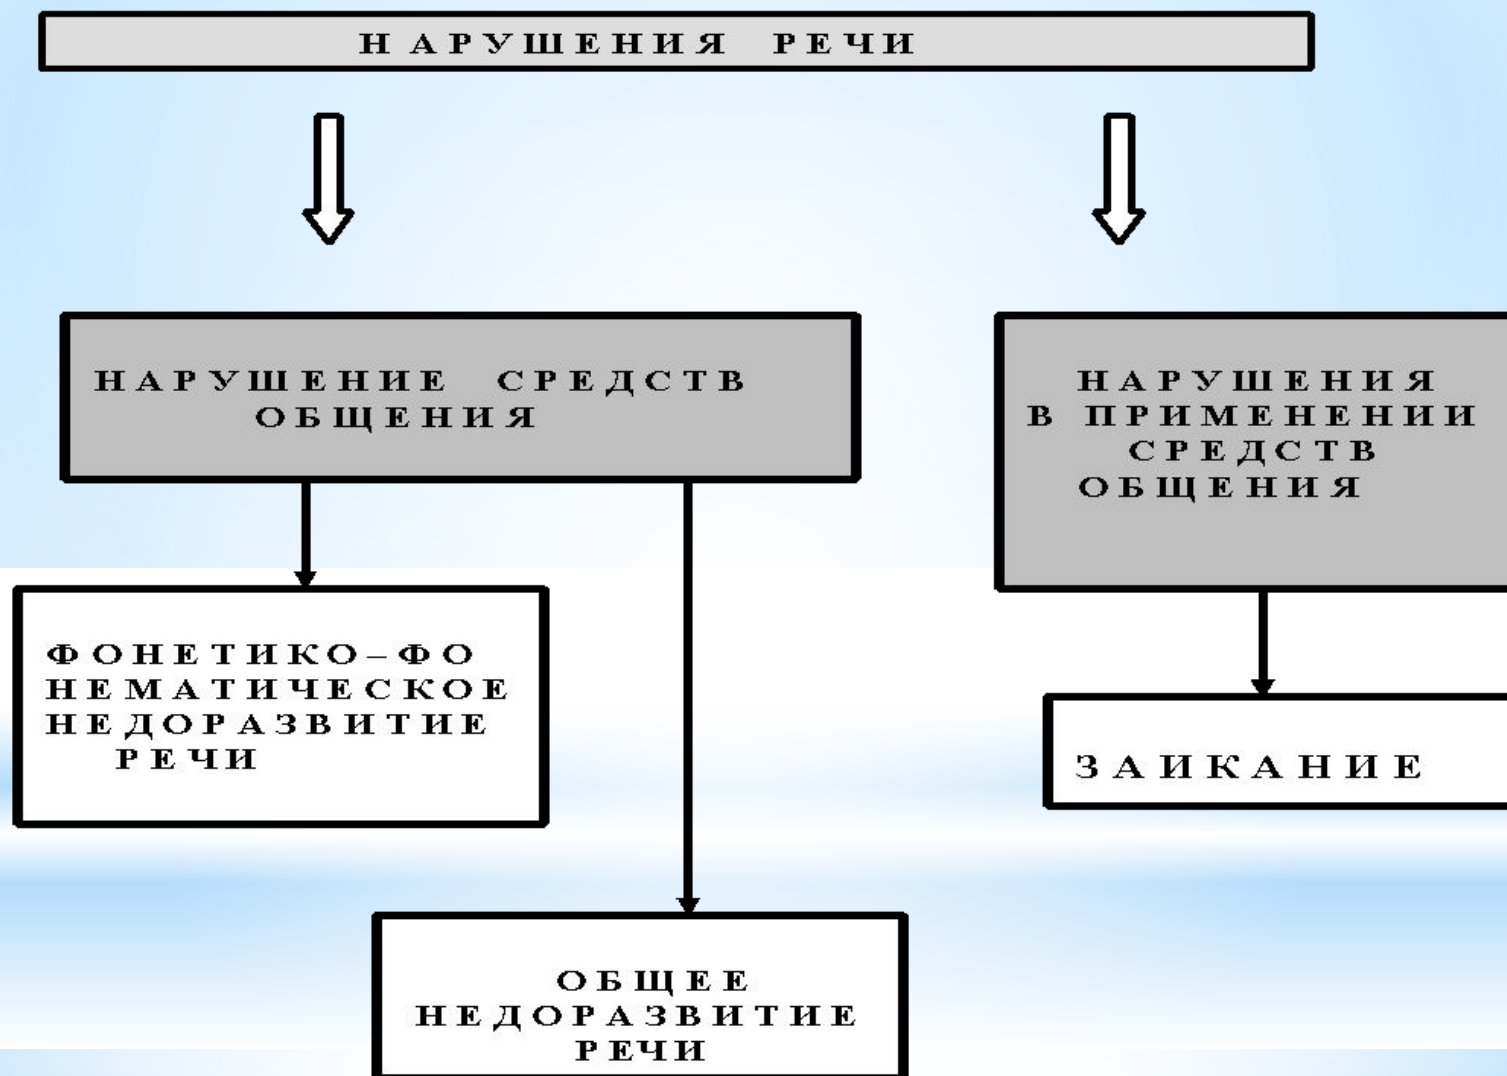 НАРУШЕНИЯ РЕЧИ
НАРУШЕНИЕ СРЕДСТВ
ОБЩЕНИЯ
НАРУШЕНИЯ
В ПРИМЕНЕНИИ
СРЕДСТВ
ОБЩЕНИЯ
ФОНЕТИКО–ФО
НЕМАТИЧЕСКОЕ
НЕДОРАЗВИТИЕ
РЕЧИ
ЗАИКАНИЕ
ОБЩЕЕ
НЕДОРАЗВИТИЕ
РЕЧИ